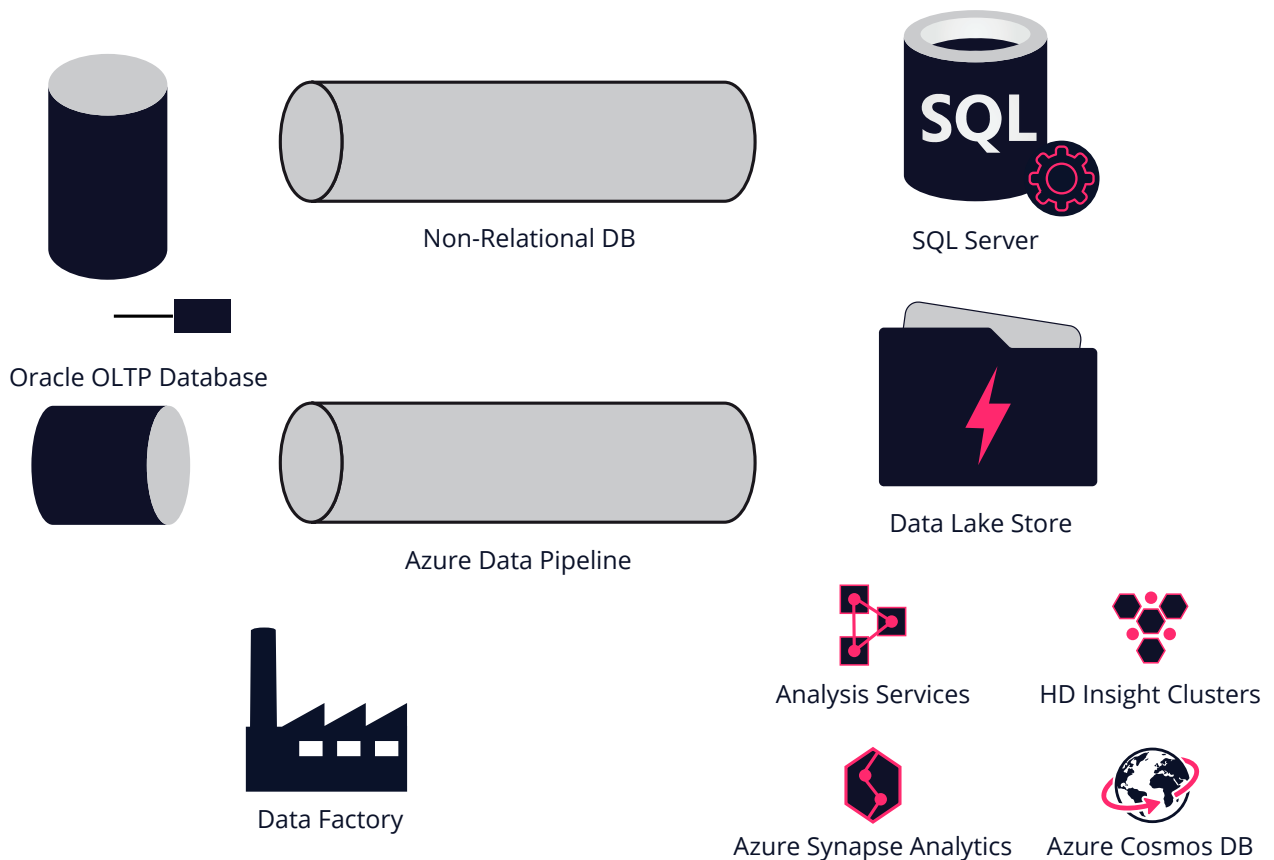 SQL
Non-Relational DB
SQL Server
Oracle OLTP Database
Data Lake Store
Azure Data Pipeline
Analysis Services
HD Insight Clusters
Data Factory
Azure Synapse Analytics
Azure Cosmos DB